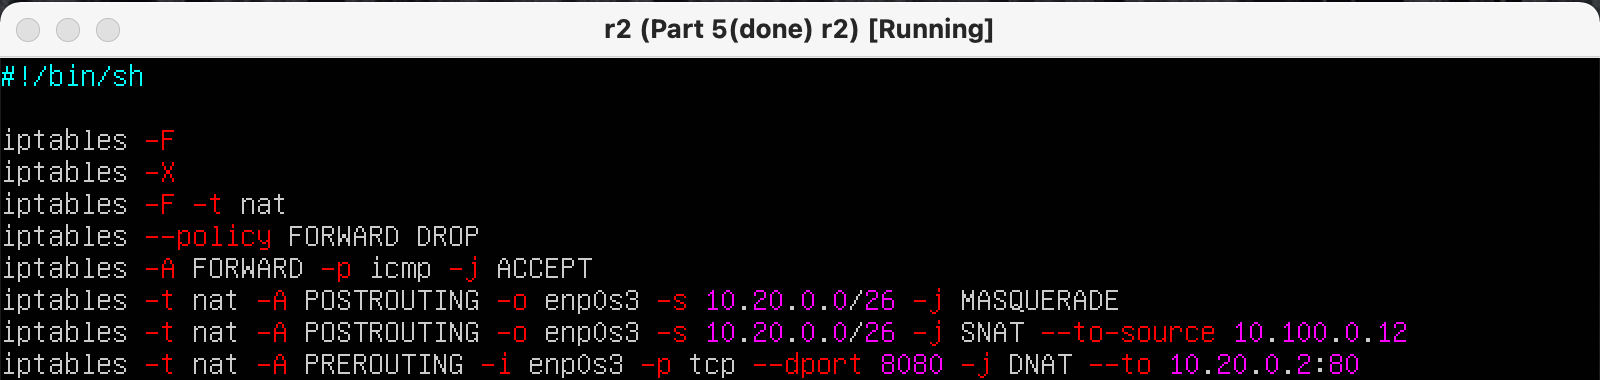 r2 (Part 5(done) r2) [Running]
#!/bin/sh
iptables -F
iptables -X
iptables -F -t nat
iptables --policy FORWARD DROP
iptables -A FORWARD -p icmp -j ACCEPT
iptables -t nat -A POSTROUTING -o enp0s3 -s 10.20.0.0/26 -j MASQUERADE
iptables -t nat -A POSTROUTING -o enp0s3 -s 10.20.0.0/26 -j SNAT --to-source 10.100.0.12
iptables -t nat -A PREROUTING -i enp0s3 -p tcp --dport 8080 -j DNAT --to 10.20.0.2:80